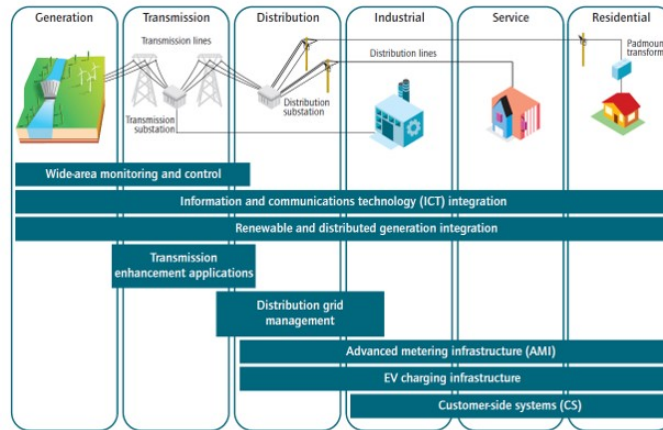 Generation
Transmission
Distribution
Industrial
Service
Residential
Transmission lines
Distribution lines
Padmount
transform
Transmission
substation
Distribution
substation
Wide-area monitoring and control
Information and communications technology (ICT) integration
Renewable and distributed generation integration
Transmission
enhancement applications
Distribution grid
management
Advanced metering infrastructure (AMI)
EV charging infrastructure
Customer-side systems (CS)